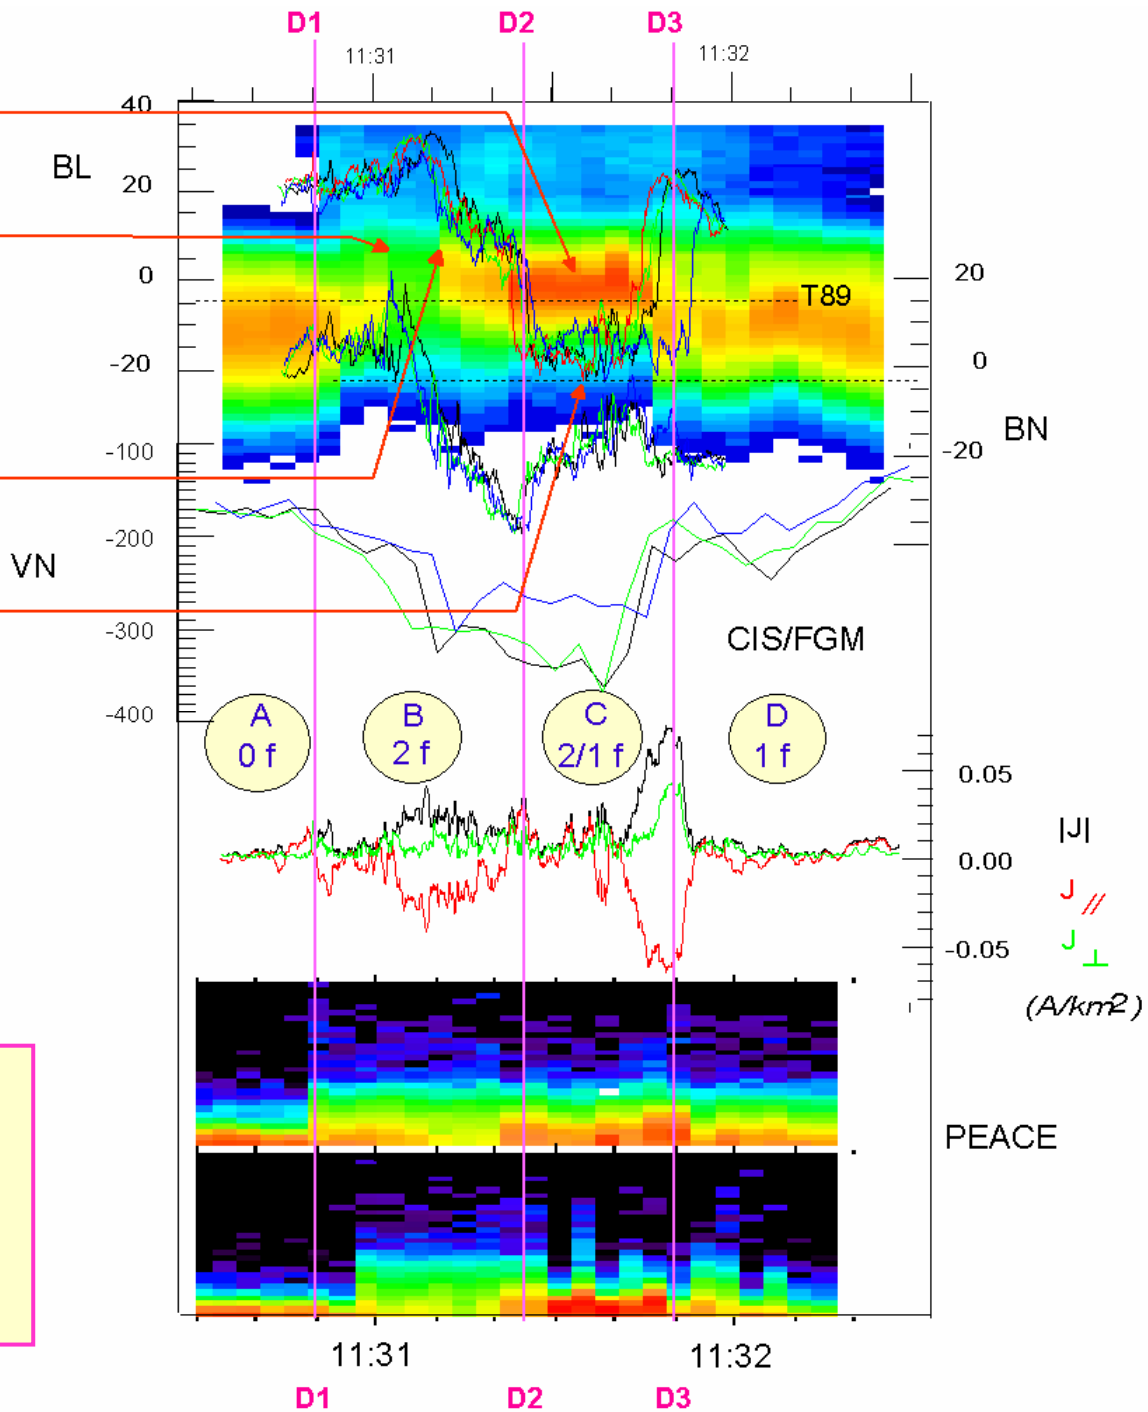 D1 D2 D3
11:31 11:32
40
BL
20
0
-20
20
T89
0
BN
-20
-100
-200
VN
-300
-400
CIS/FGM
A
0 f
B
2 f
C
2/1 f
D
1 f
0.05
0.00
-0.05
|J|
J //
J ⊥
(A/km2)
PEACE
11:31 11:32
D1 D2 D3